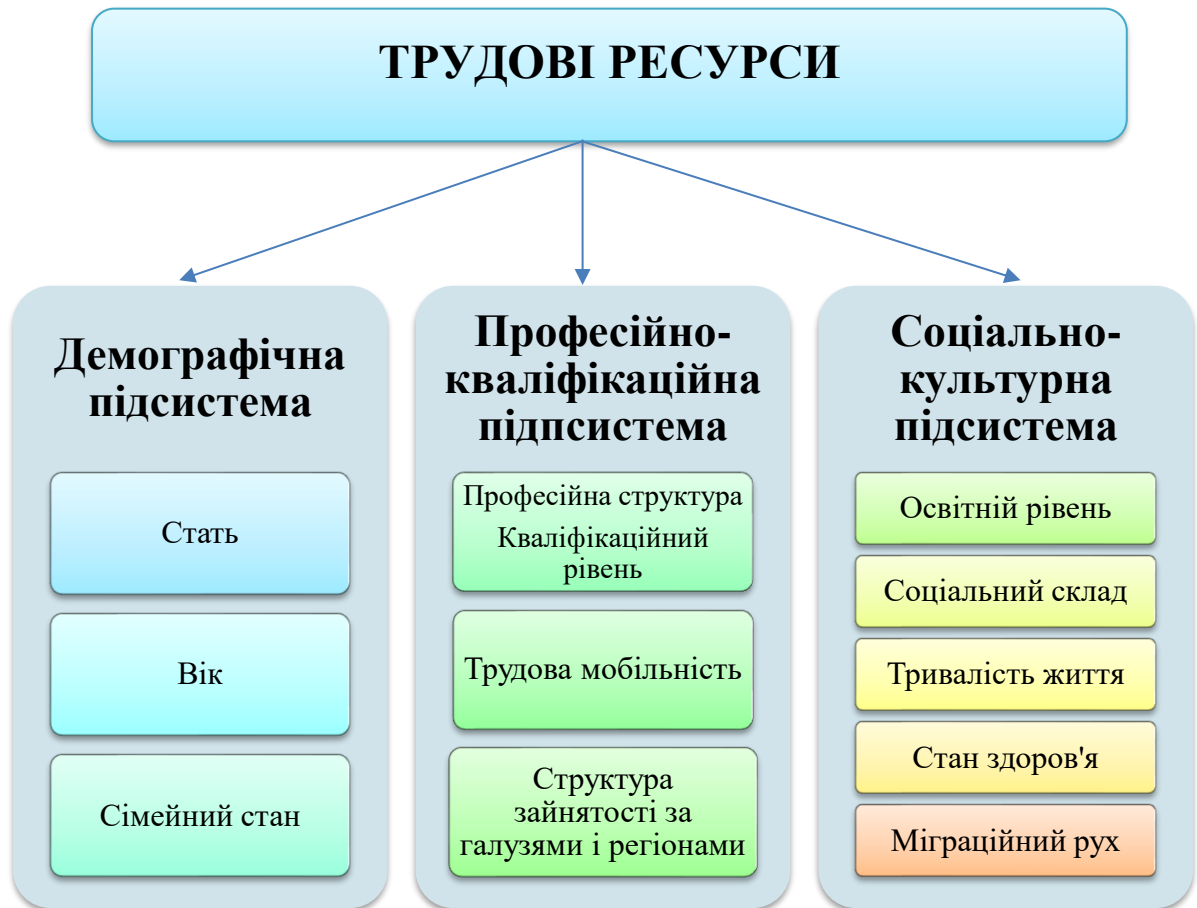 ТРУДОВІ РЕСУРСИ
Демографічна
підсистема
Стать
Вік
Сімейний стан
Професійно-
кваліфікаційна
підпсистема
Професійна структура
Кваліфікаційний
рівень
Трудова мобільність
Структура
зайнятості за
галузями і регіонами
Соціально-
культурна
підсистема
Освітній рівень
Соціальний склад
Тривалість життя
Стан здоров'я
Міграційний рух